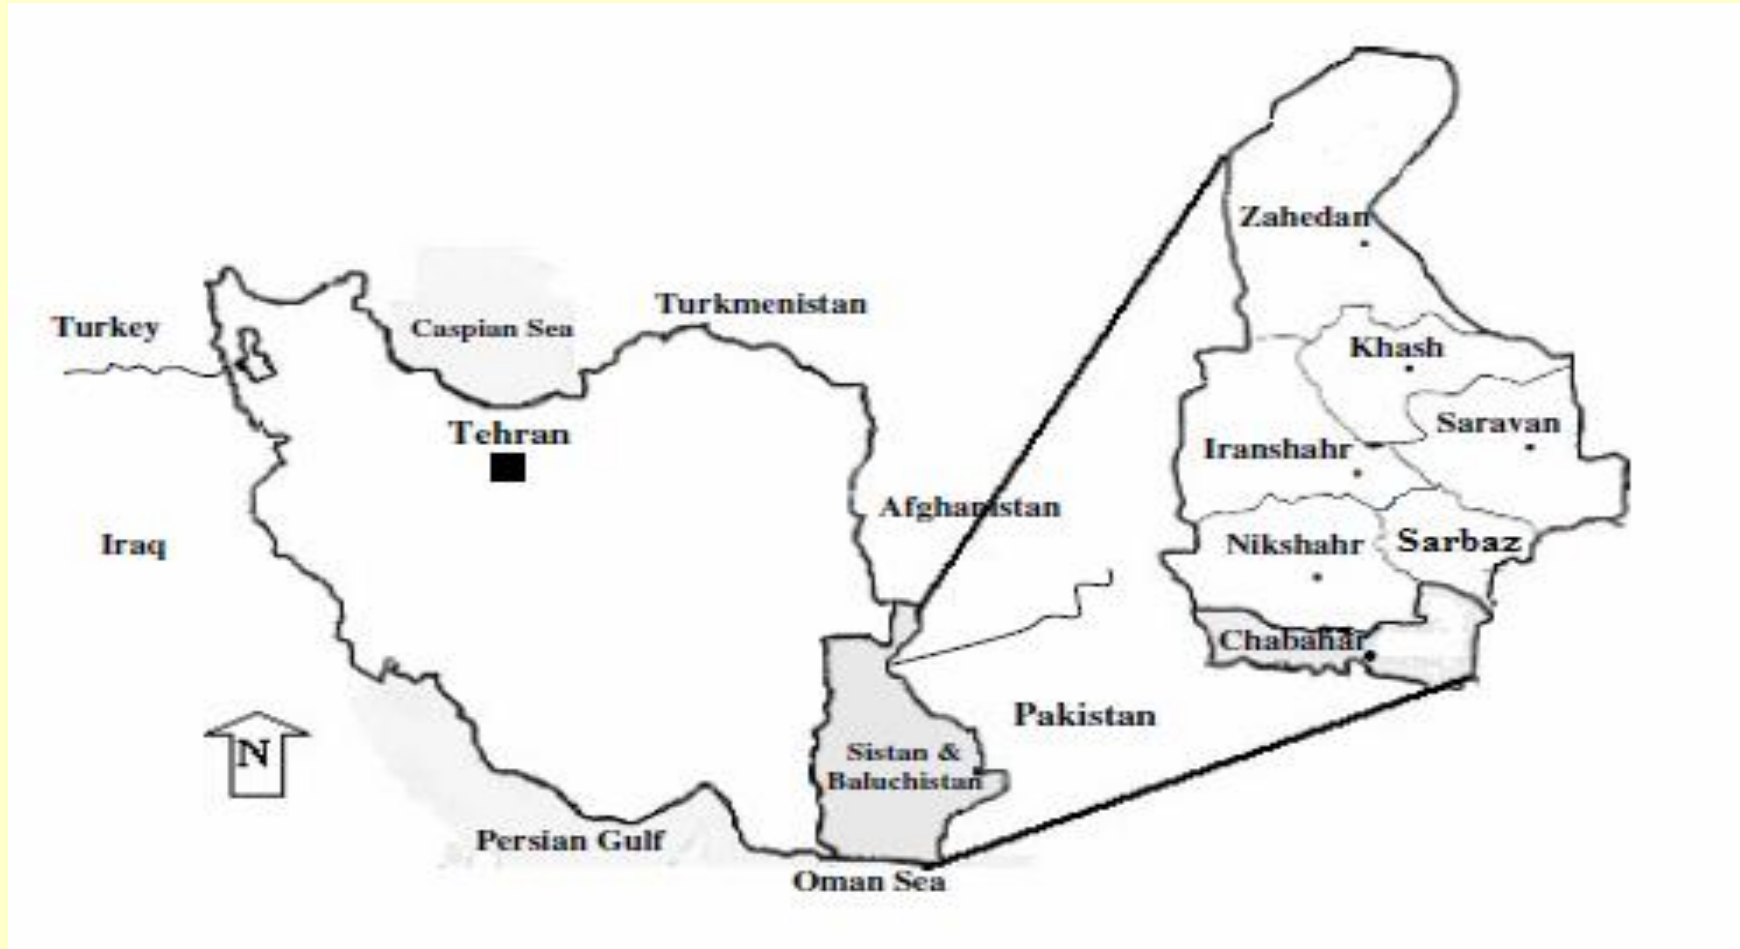 Zahedan
Turkmenistan
Turkey
Caspian Sea
Khash
Tehran
Saravan
Iranshahr
Afghanistan
Iraq
Nikshahr
Sarbaz
Chabahar
Pakistan
N
Sistan &
Baluchistan
Persian Gulf
Oman Sea